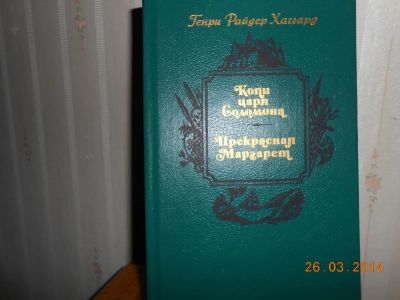 Генри Райдер Хаггард
Копи
царя
Соломона
Прекрасная
Маргарет
26.03.2014